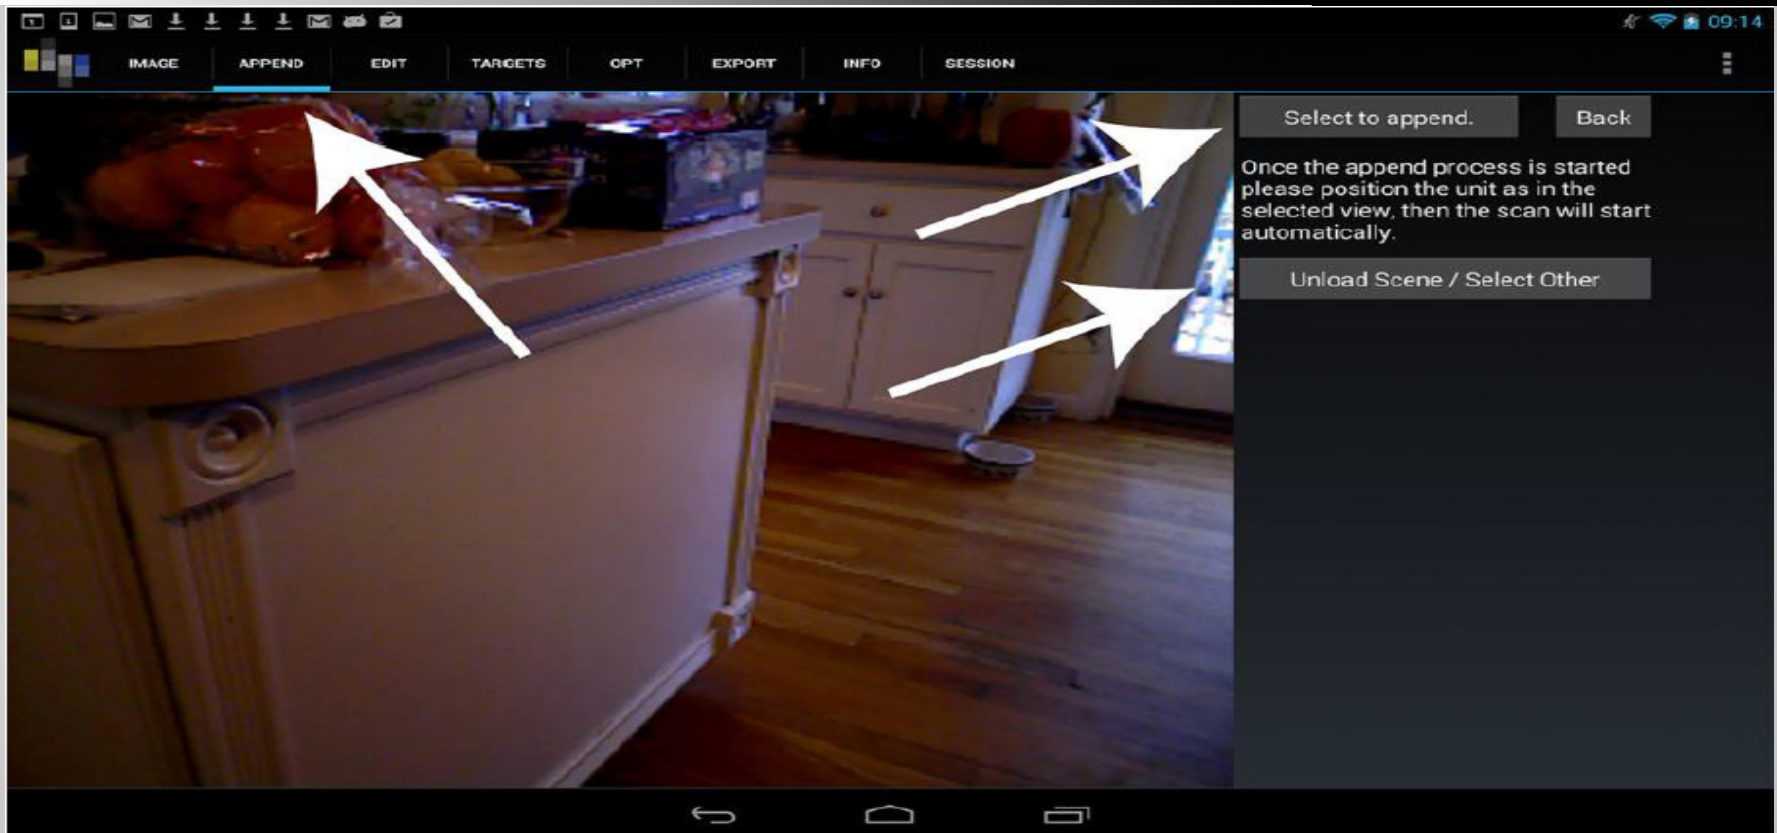 09:14
IMAGE APPEND EDIT TARGETS OPT EXPORT INFO SESSION
Select to append. Back
Once the append process is started
please position the unit as in the
selected view, then the scan will start
automatically.
Unload Scene / Select Other